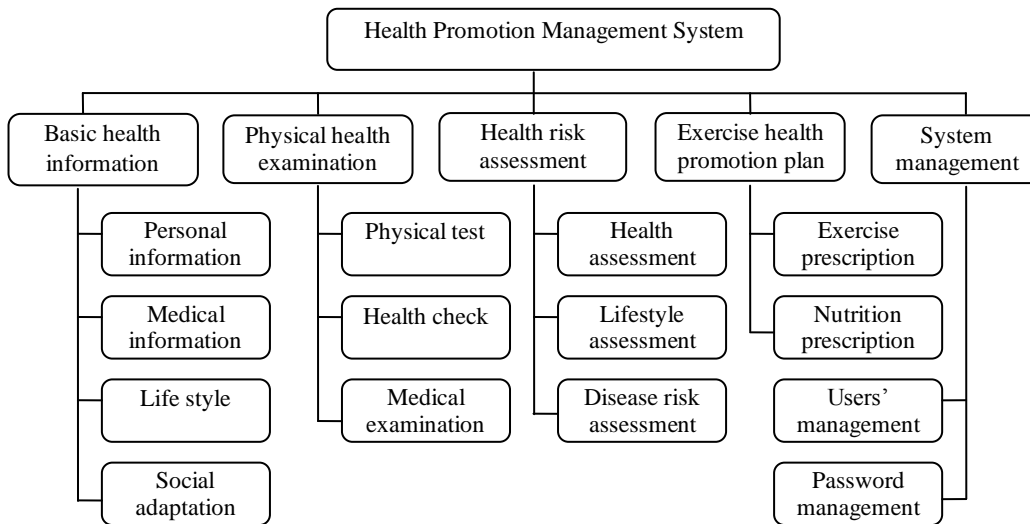 Health Promotion Management System
Basic health
information
Physical health
examination
Health risk
assessment
Exercise health
promotion plan
System
management
Personal
information
Medical
information
Life style
Social
adaptation
Physical test
Health check
Medical
examination
Health
assessment
Lifestyle
assessment
Disease risk
assessment
Exercise
prescription
Nutrition
prescription
Users’
management
Password
management